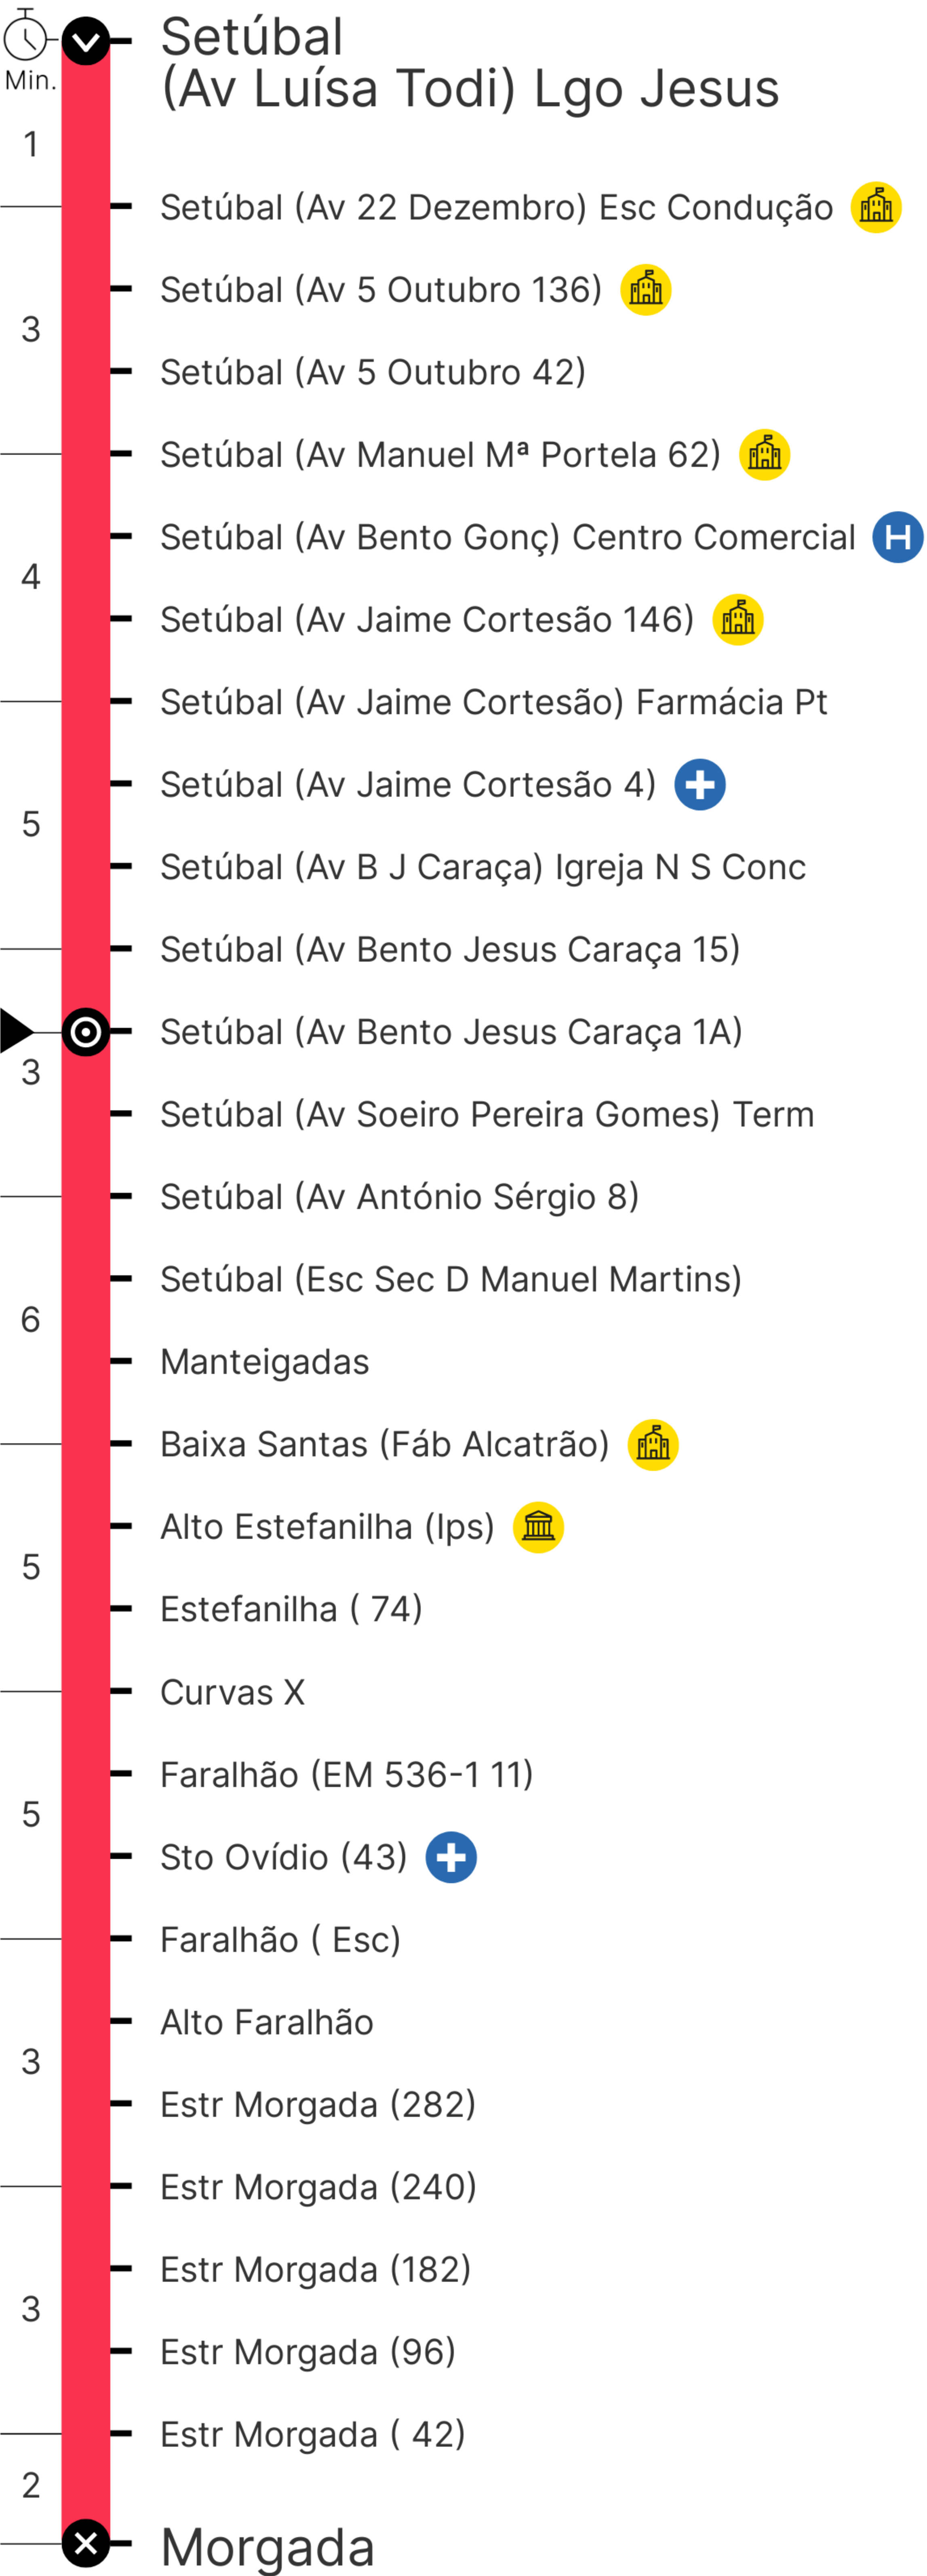 Setúbal
(Av Luísa Todi) Lgo Jesus
Min.
1
Setúbal (Av 22 Dezembro) Esc Condução
Setúbal (Av 5 Outubro 136)
3
Setúbal (Av 5 Outubro 42)
Setúbal (Av Manuel Mª Portela 62)
Setúbal (Av Bento Gonç) Centro Comercial H
4
Setúbal (Av Jaime Cortesão 146)
Setúbal (Av Jaime Cortesão) Farmácia Pt
Setúbal (Av Jaime Cortesão 4)
5
Setúbal (Av B J Caraça) Igreja N S Conc
Setúbal (Av Bento Jesus Caraça 15)
Setúbal (Av Bento Jesus Caraça 1A)
3
Setúbal (Av Soeiro Pereira Gomes) Term
Setúbal (Av António Sérgio 8)
Setúbal (Esc Sec D Manuel Martins)
6
Manteigadas
Baixa Santas (Fáb Alcatrão)
Alto Estefanilha (Ips)
5
Estefanilha ( 74)
Curvas X
Faralhão (EM 536-1 11)
5
Sto Ovídio (43)
Faralhão ( Esc)
Alto Faralhão
3
Estr Morgada (282)
Estr Morgada (240)
Estr Morgada (182)
3
Estr Morgada (96)
Estr Morgada ( 42)
2
Morgada